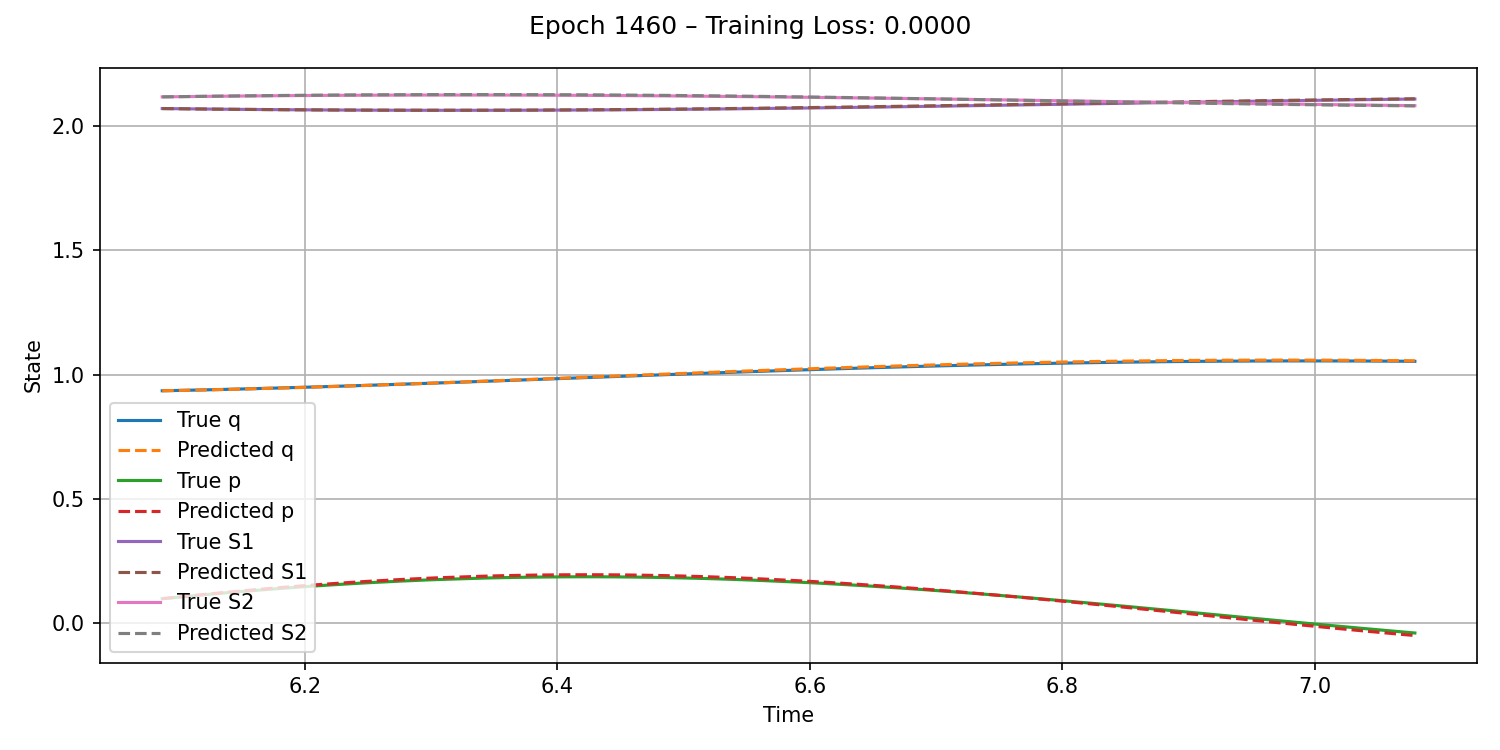 Epoch 1460 – Training Loss: 0.0000
State
2.0
1.5
1.0
0.5
0.0
True q
Predicted q
True p
Predicted p
True S1
Predicted S1
True S2
Predicted S2
6.2 6.4 6.6 6.8 7.0
Time